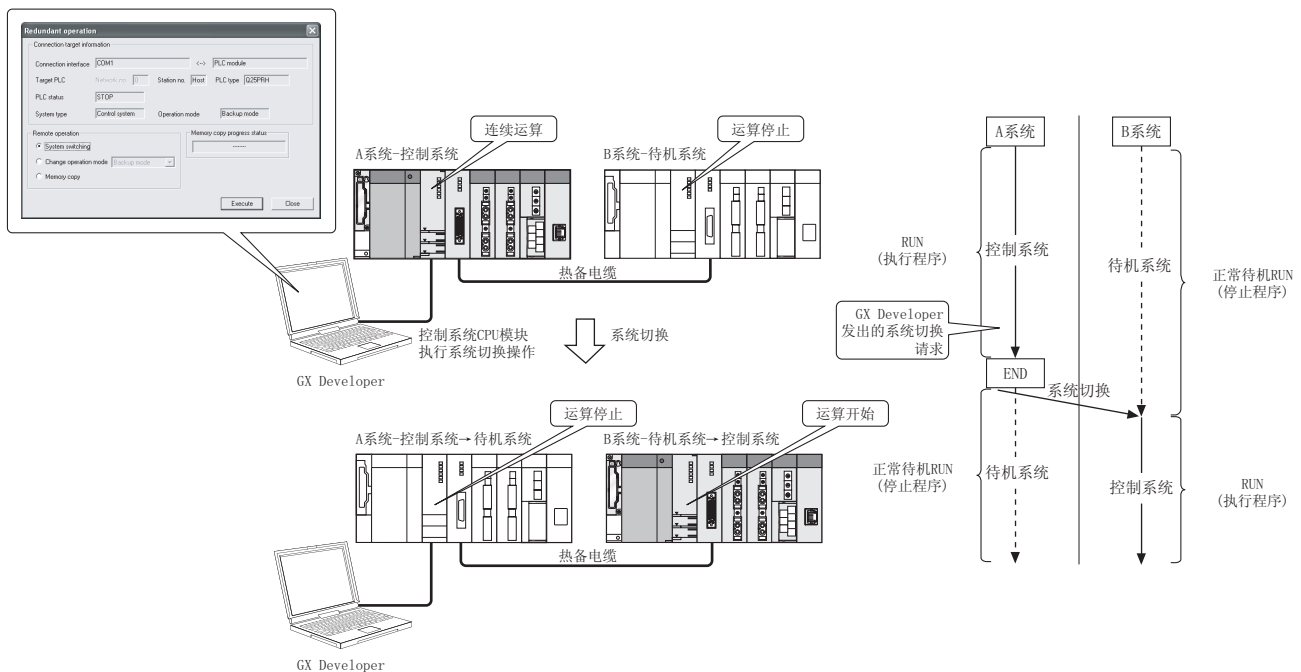 Redundant operation
Connection target information
Connection interface COM1 <--> PLC module
Target PLC Network no. 0 Station no. Host PLC type Q25PRH
PLC status STOP
System type Control system Operation mode Backup mode
Remote operation
System switching
Change operation mode Backup mode
Memory copy
Memory copy progress status
------
Execute Close
连续运算
运算停止
A系统-控制系统
B系统-待机系统
热备电缆
控制系统CPU模块
执行系统切换操作
系统切换
GX Developer
运算停止
运算开始
A系统-控制系统→待机系统
B系统-待机系统→控制系统
热备电缆
GX Developer
A系统
B系统
RUN
(执行程序)
控制系统
待机系统
正常待机RUN
(停止程序)
GX Developer
发出的系统切换
请求
END
系统切换
正常待机RUN
(停止程序)
待机系统
控制系统
RUN
(执行程序)